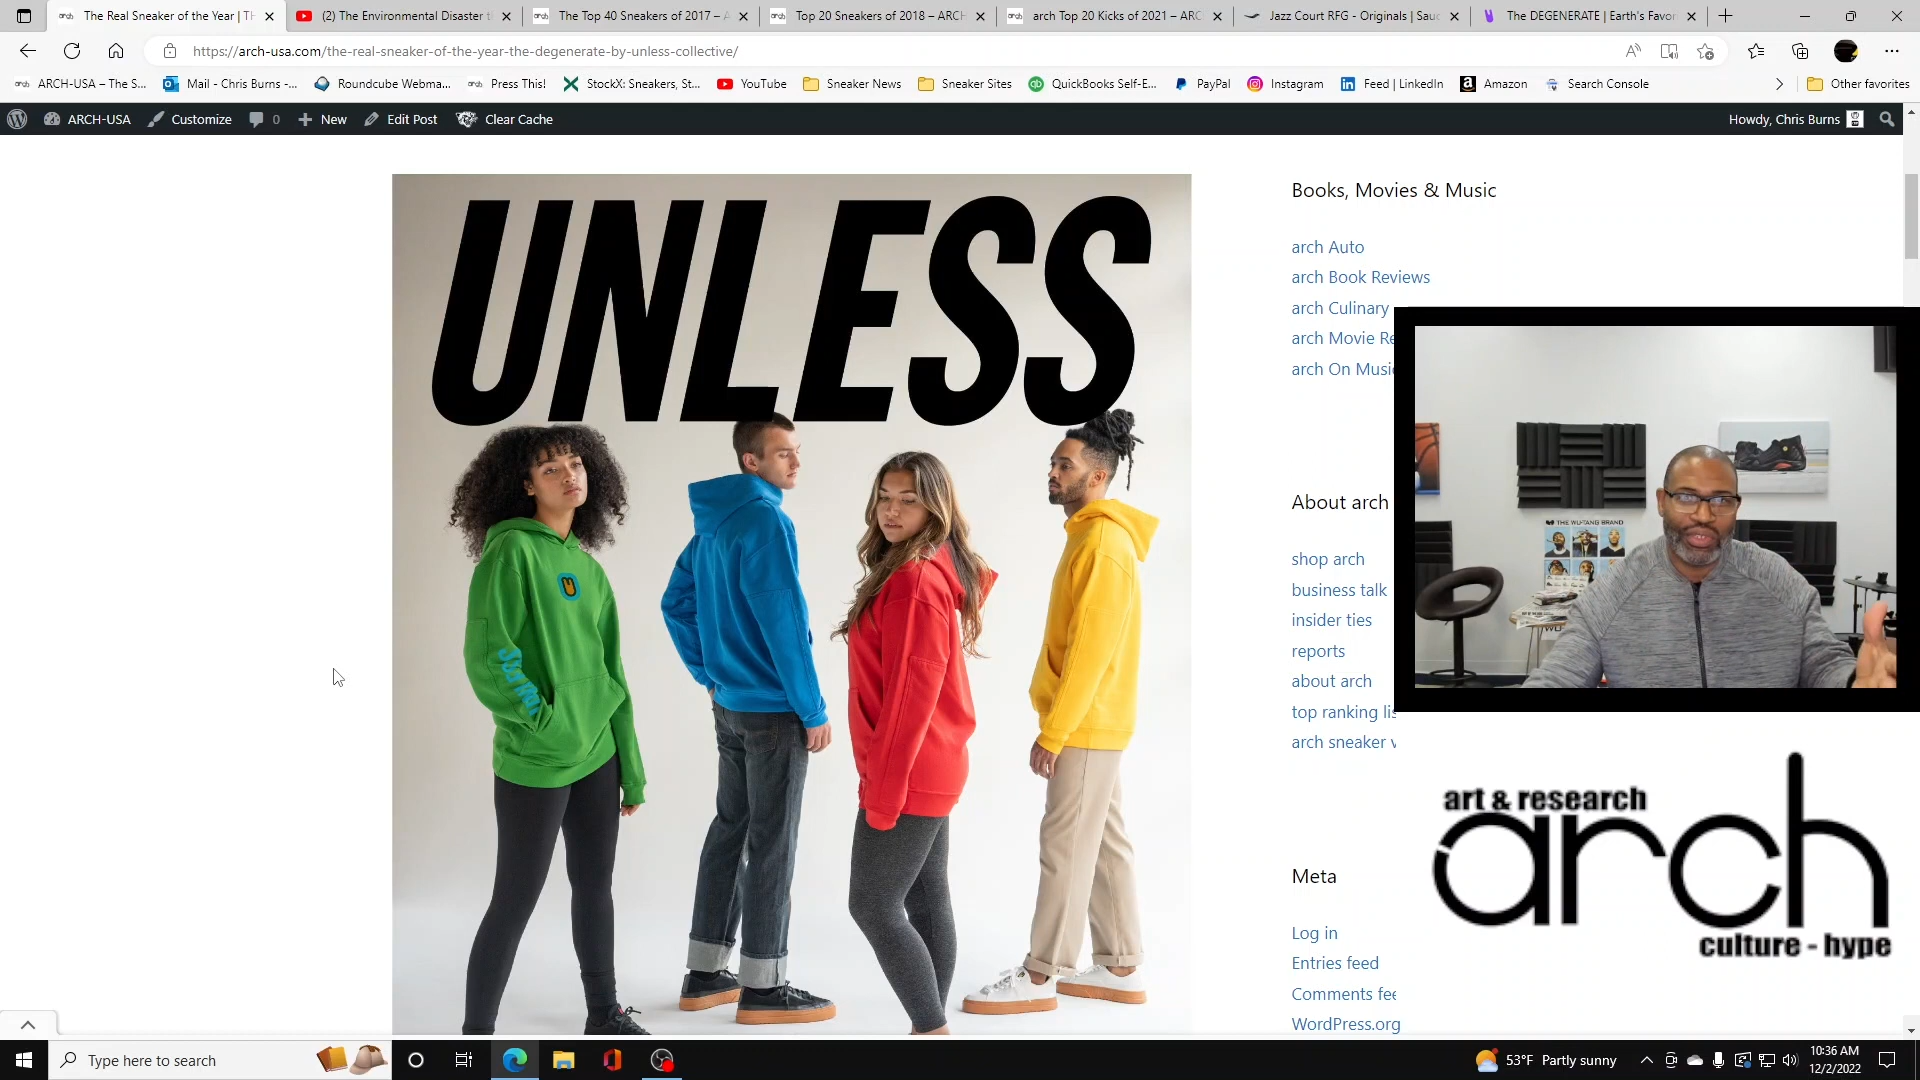 The Real Sneaker of the Year | Th
(2) The Environmental Disaster t
The Top 40 Sneakers of 2017 – A
Top 20 Sneakers of 2018 – ARCH
arch Top 20 Kicks of 2021 – ARC
Jazz Court RFG - Originals | Sauc
The DEGENERATE | Earth's Favor
https://arch-usa.com/the-real-sneaker-of-the-year-the-degenerate-by-unless-collective/
ARCH-USA – The S...
Mail - Chris Burns -...
Roundcube Webma...
Press This!
StockX: Sneakers, St...
YouTube
Sneaker News
Sneaker Sites
QuickBooks Self-E...
PayPal
Instagram
Feed | LinkedIn
Amazon
Search Console
Other favorites
ARCH-USA
Customize
0
New
Edit Post
Clear Cache
Howdy, Chris Burns
UNLESS
Books, Movies & Music
arch Auto
arch Book Reviews
arch Culinary
arch Movie Re
arch On Musi
About arch
shop arch
business talk
insider ties
reports
about arch
top ranking lis
arch sneaker v
Meta
Log in
Entries feed
Comments fee
WordPress.org
THE WU-TANG BRAND
art & research
arch
culture - hype
Type here to search
53°F Partly sunny
10:36 AM
12/2/2022